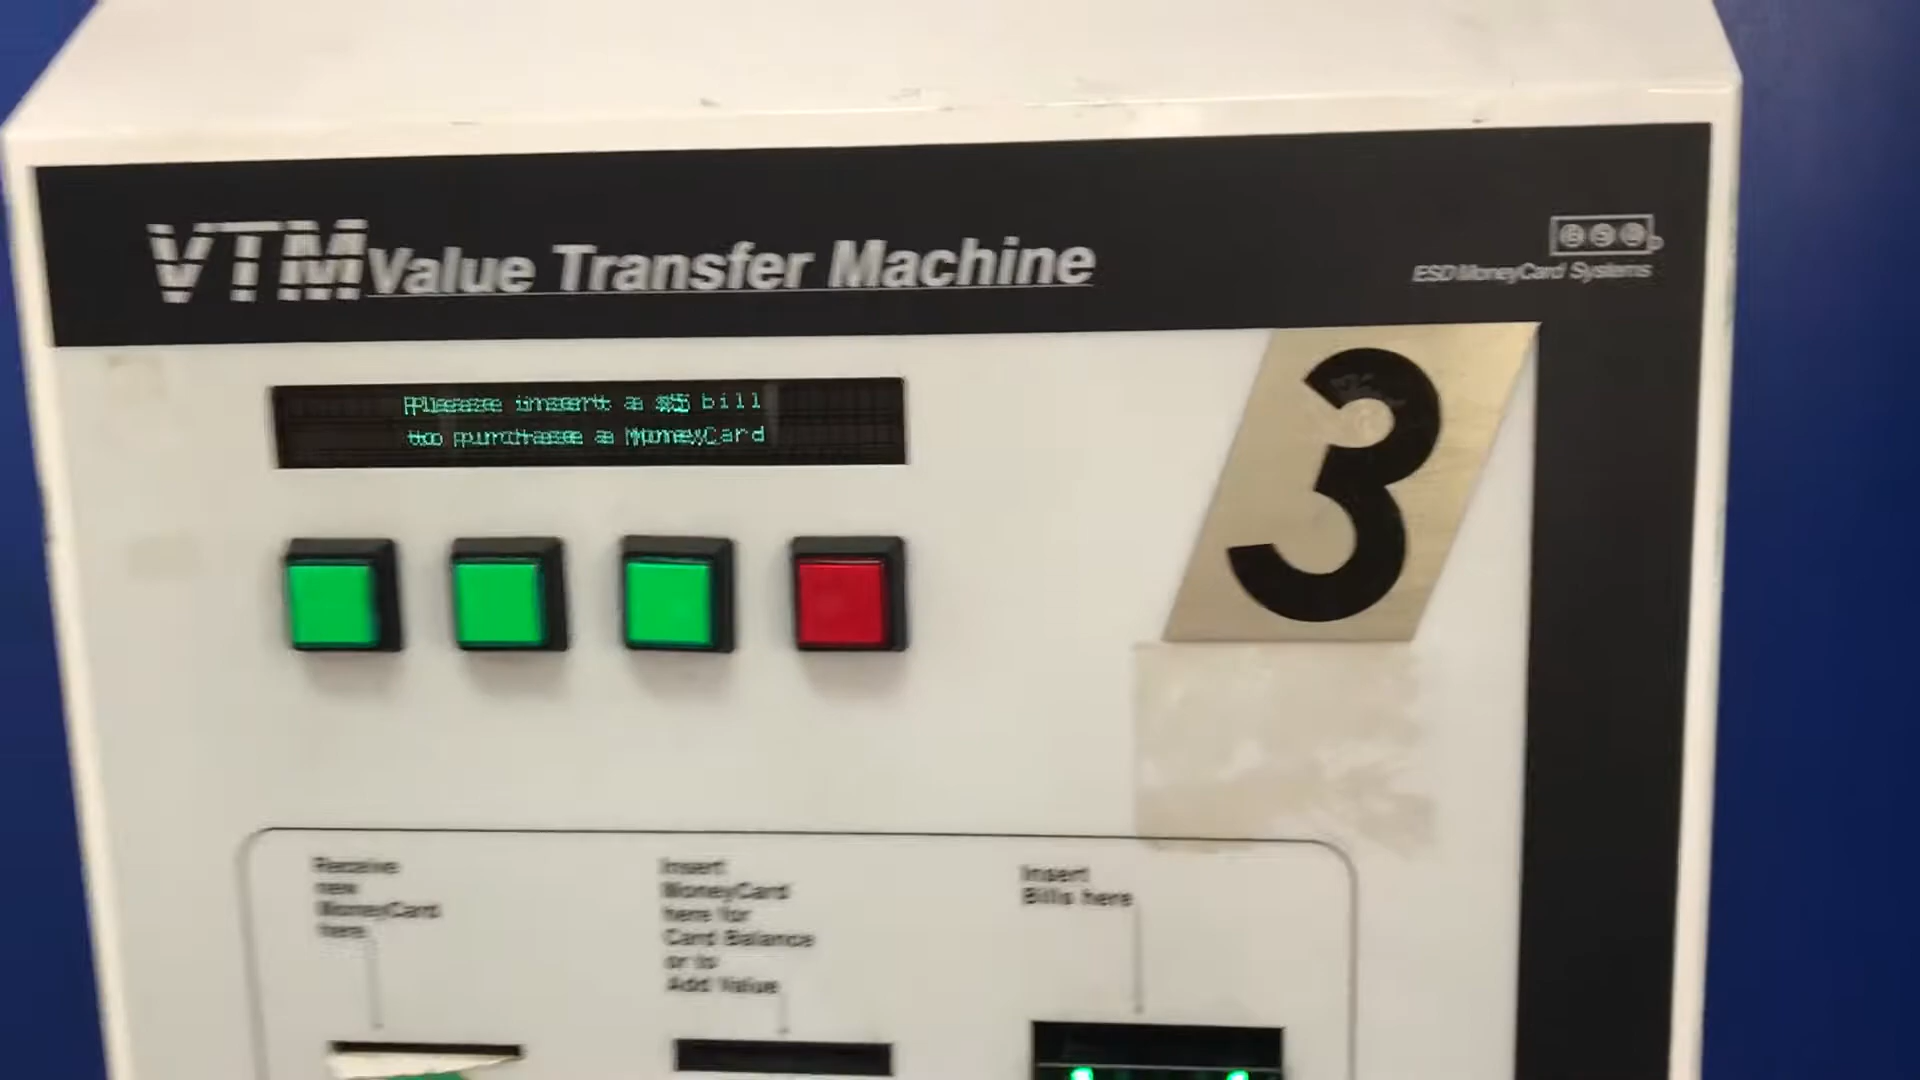 VTM Value Transfer Machine
ESD
ESD MoneyCard Systems
Please insert a $5 bill
to purchase a MoneyCard
3
Receive
new
MoneyCard
here
Insert
MoneyCard
here for
Card Balance
or to
Add Value
Insert
Bills here